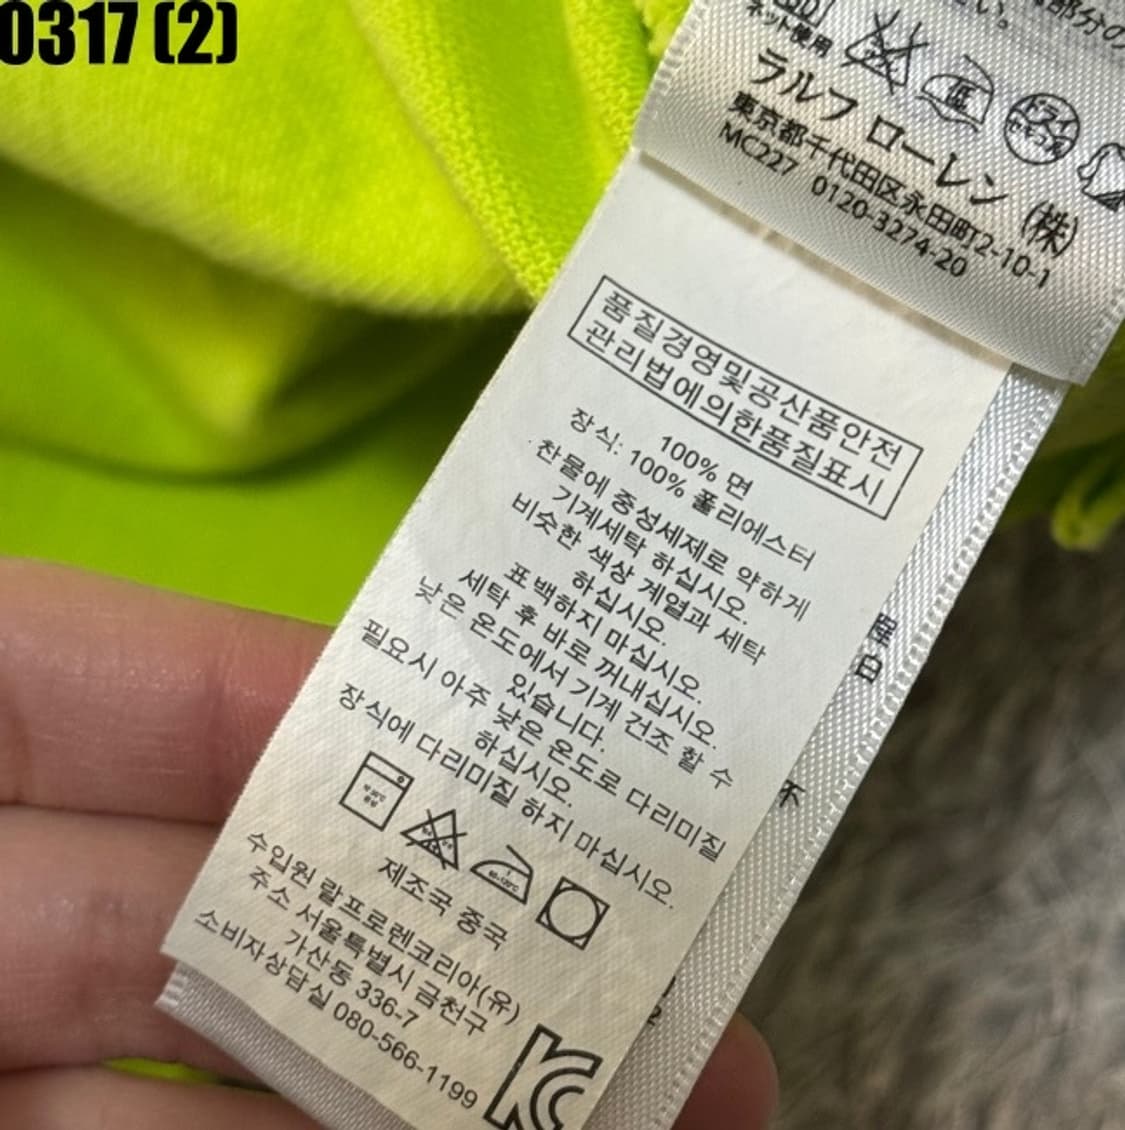 0317 (2)
部分の
い。
ネット使用
ドライ
ラルフ ローレン (株)
東京都千代田区永田町2-10-1
MC227 0120-3274-20
품질경영및공산품안전
관리법에의한품질표시
100% 면
장식: 100% 폴리에스터
찬물에 중성세제로 약하게
기계세탁 하십시오.
비슷한 색상 계열과 세탁
하십시오.
표백하지 마십시오.
세탁 후 바로 꺼내십시오.
낮은 온도에서 기계 건조 할 수
있습니다.
필요시 아주 낮은 온도로 다리미질
하십시오.
장식에 다리미질 하지 마십시오.
제조국 중국
수입원 랄프로렌코리아(유)
주소 서울특별시 금천구
가산동 336-7
소비자상담실 080-566-1199
KC
不
2